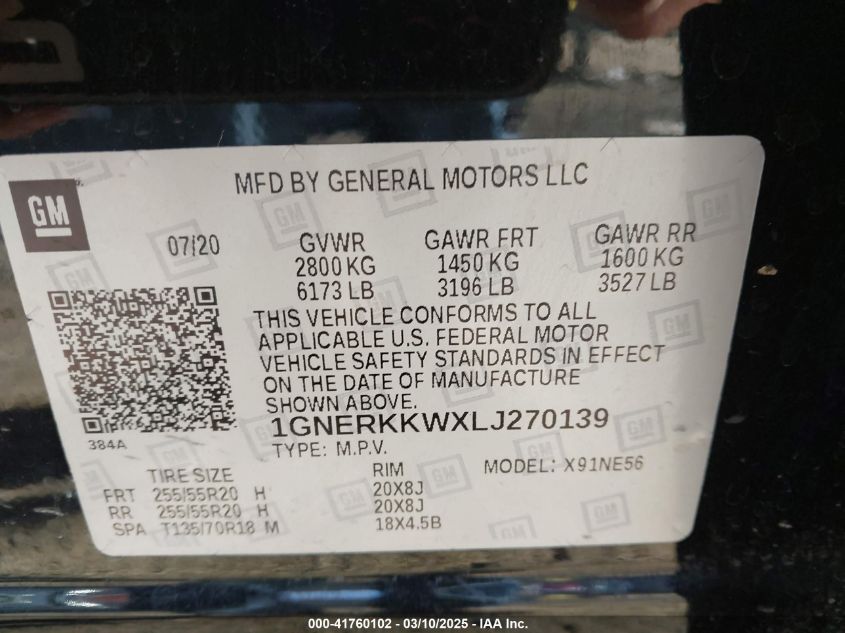 GM
MFD BY GENERAL MOTORS LLC
07/20 GVWR GAWR FRT GAWR RR
2800 KG 1450 KG 1600 KG
6173 LB 3196 LB 3527 LB
THIS VEHICLE CONFORMS TO ALL
APPLICABLE U.S. FEDERAL MOTOR
VEHICLE SAFETY STANDARDS IN EFFECT
ON THE DATE OF MANUFACTURE
SHOWN ABOVE.
384A
1GNERKKWXLJ270139
TYPE: M.P.V.
TIRE SIZE RIM MODEL: X91NE56
FRT 255/55R20 H 20X8J
RR 255/55R20 H 20X8J
SPA T135/70R18 M 18X4.5B
000-41760102 — 03/10/2025 — IAA Inc.